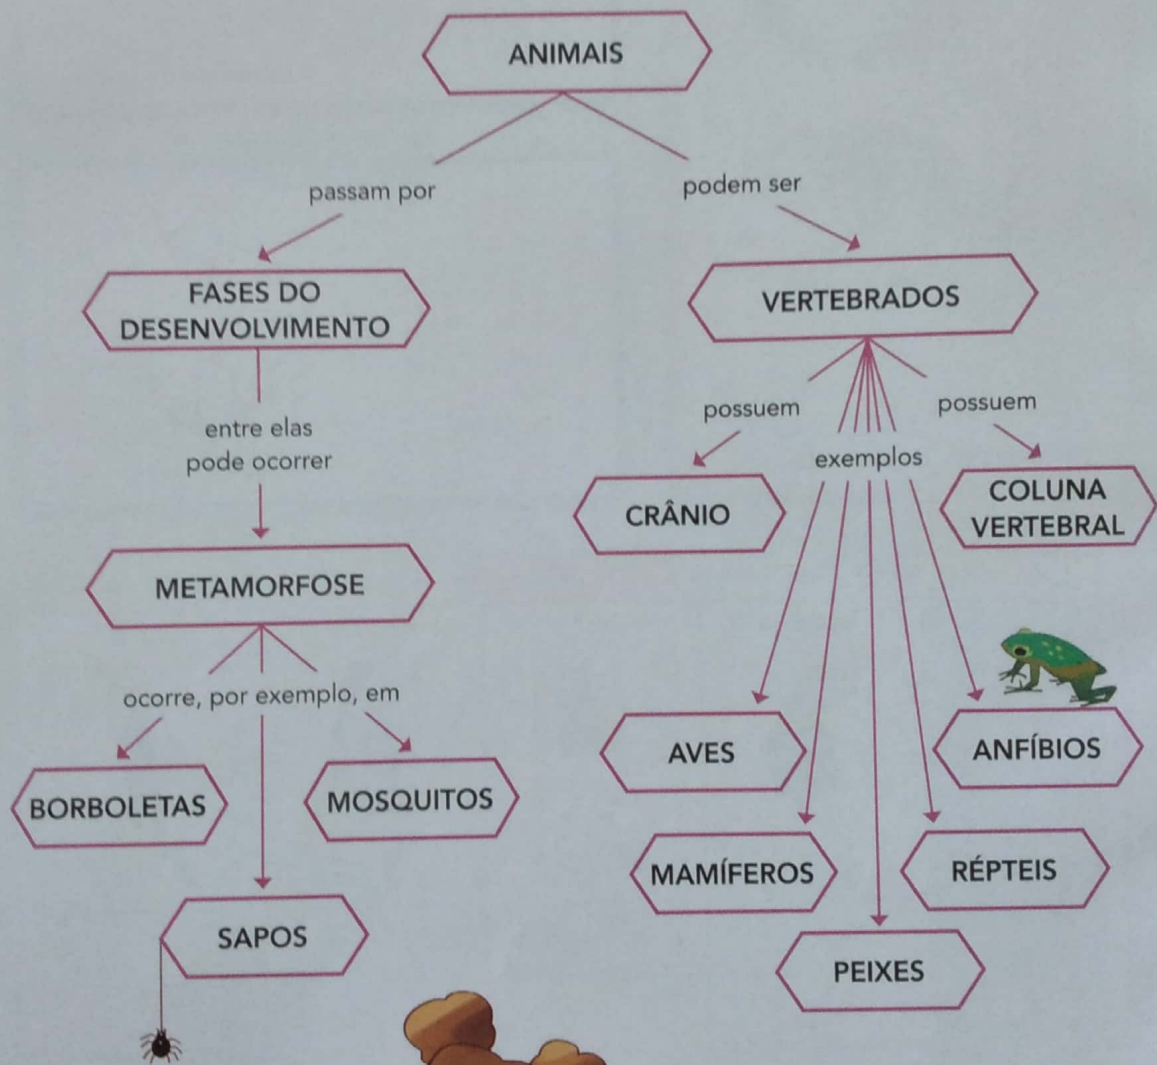 ANIMAIS
passam por
podem ser
FASES DO
DESENVOLVIMENTO
VERTEBRADOS
entre elas
pode ocorrer
possuem
possuem
exemplos
CRÂNIO
COLUNA
VERTEBRAL
METAMORFOSE
ocorre, por exemplo, em
BORBOLETAS
MOSQUITOS
SAPOS
AVES
ANFÍBIOS
MAMÍFEROS
RÉPTEIS
PEIXES